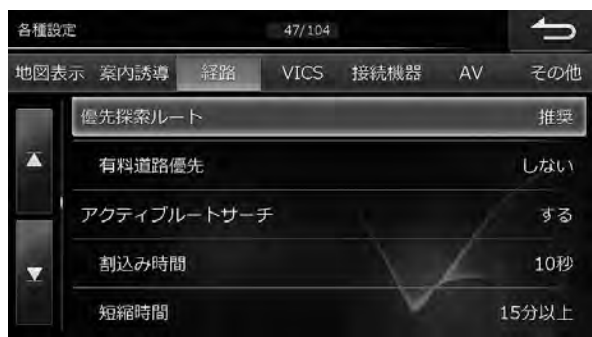 各種設定 47/104
地図表示 案内誘導 経路 VICS 接続機器 AV その他
優先探索ルート 推奨
有料道路優先 しない
アクティブルートサーチ する
割込み時間 10秒
短縮時間 15分以上